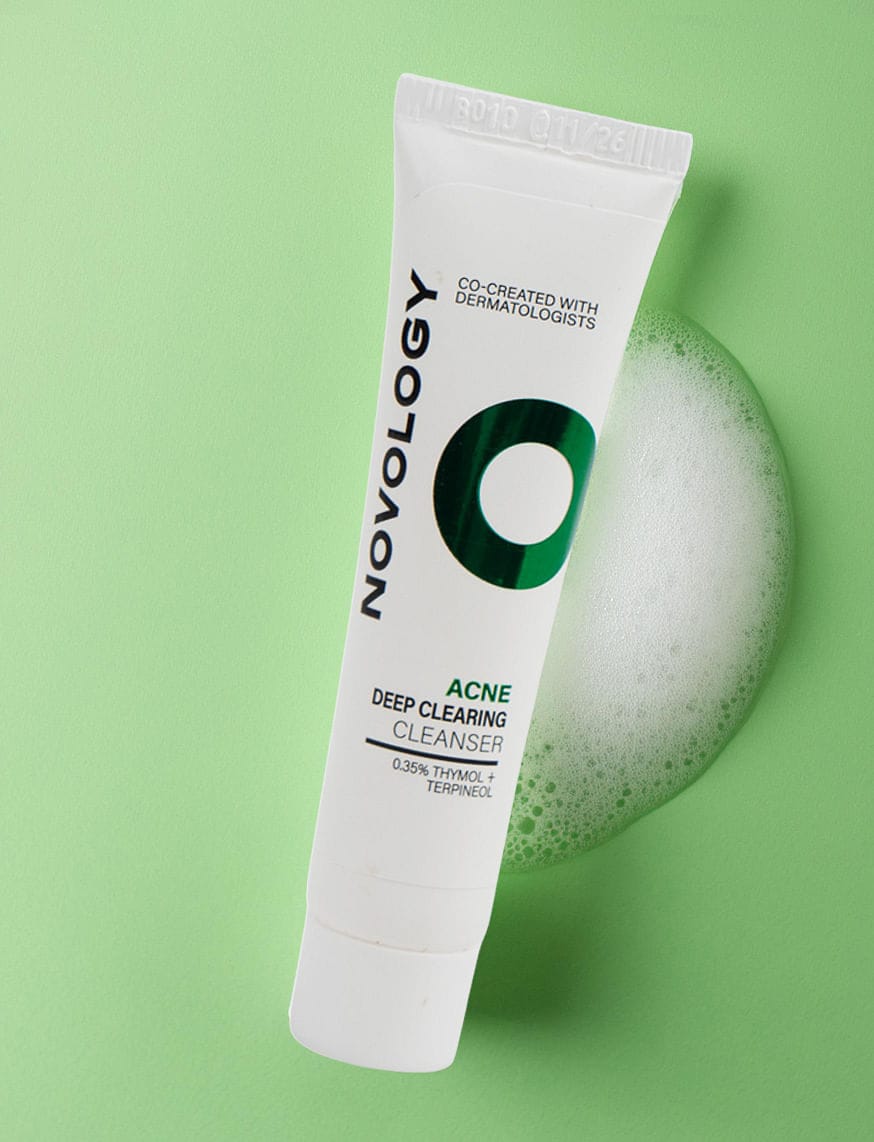 B010 @11/26
NOVOLOGY
CO-CREATED WITH
DERMATOLOGISTS
ACNE
DEEP CLEARING
CLEANSER
0.35% THYMOL +
TERPINEOL